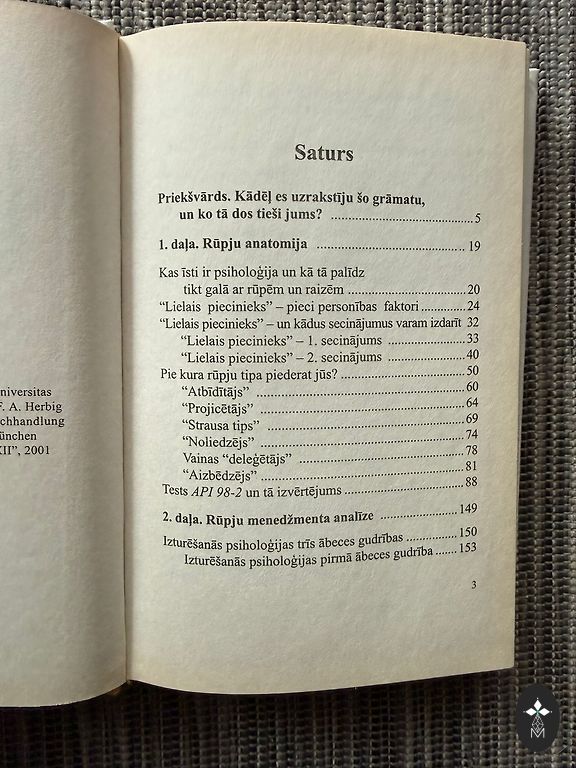 niversitas
F. A. Herbig
chhandlung
ünchen
KII”, 2001
Saturs
Priekšvārds. Kādēļ es uzrakstīju šo grāmatu,
un ko tā dos tieši jums? ........................................5
1. daļa. Rūpju anatomija ........................................ 19
Kas īsti ir psiholoģija un kā tā palīdz
tikt galā ar rūpēm un raizēm ..................................20
“Lielais piecinieks” – pieci personības faktori..............24
“Lielais piecinieks” – un kādus secinājumus varam izdarīt 32
“Lielais piecinieks” – 1. secinājums ........................33
“Lielais piecinieks” – 2. secinājums ........................40
Pie kura rūpju tipa piederat jūs? ...................................50
“Atbīdītājs” ...........................................................60
“Projicētājs” ..........................................................64
“Strausa tips” .........................................................69
“Noliedzējs” ..........................................................74
Vainas “deleģētājs” ................................................78
“Aizbēdzējs” ..........................................................81
Tests API 98-2 un tā izvērtējums ..................................88
2. daļa. Rūpju menedžmenta analīze ........................149
Izturēšanās psiholoģijas trīs ābeces gudrības ................150
Izturēšanās psiholoģijas pirmā ābeces gudrība.......153
3
M